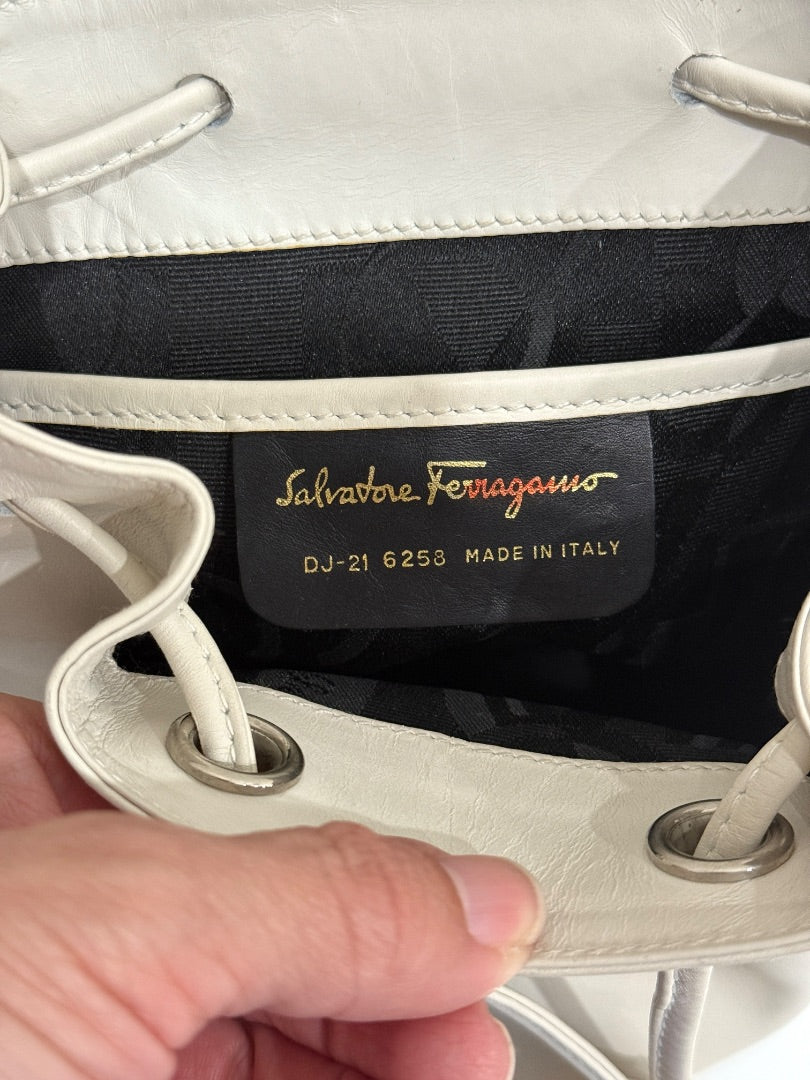 Salvatore Ferragamo
DJ-21 6258 MADE IN ITALY